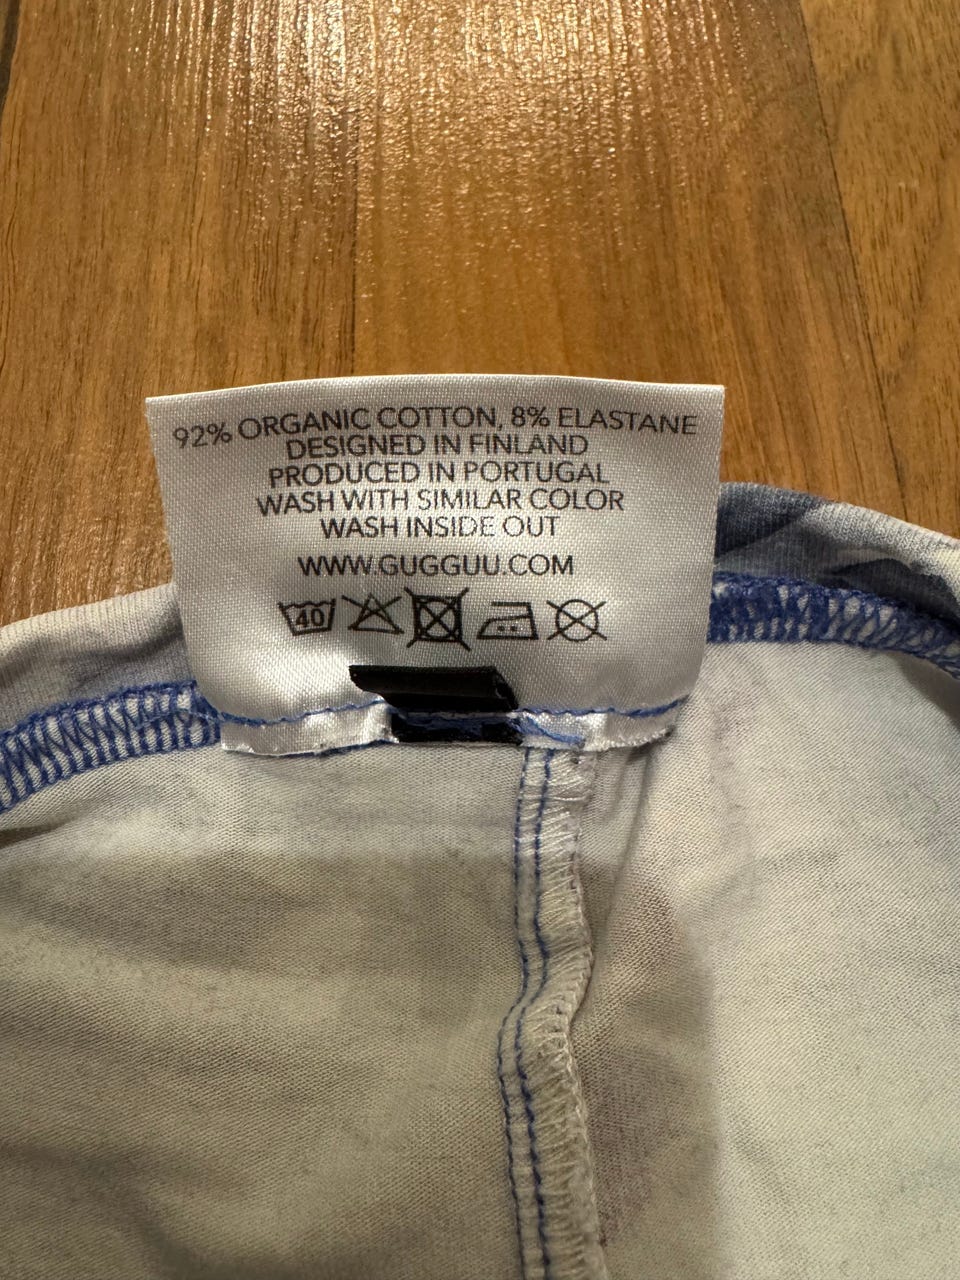 92% ORGANIC COTTON, 8% ELASTANE
DESIGNED IN FINLAND
PRODUCED IN PORTUGAL
WASH WITH SIMILAR COLOR
WASH INSIDE OUT
WWW.GUGGUU.COM
40